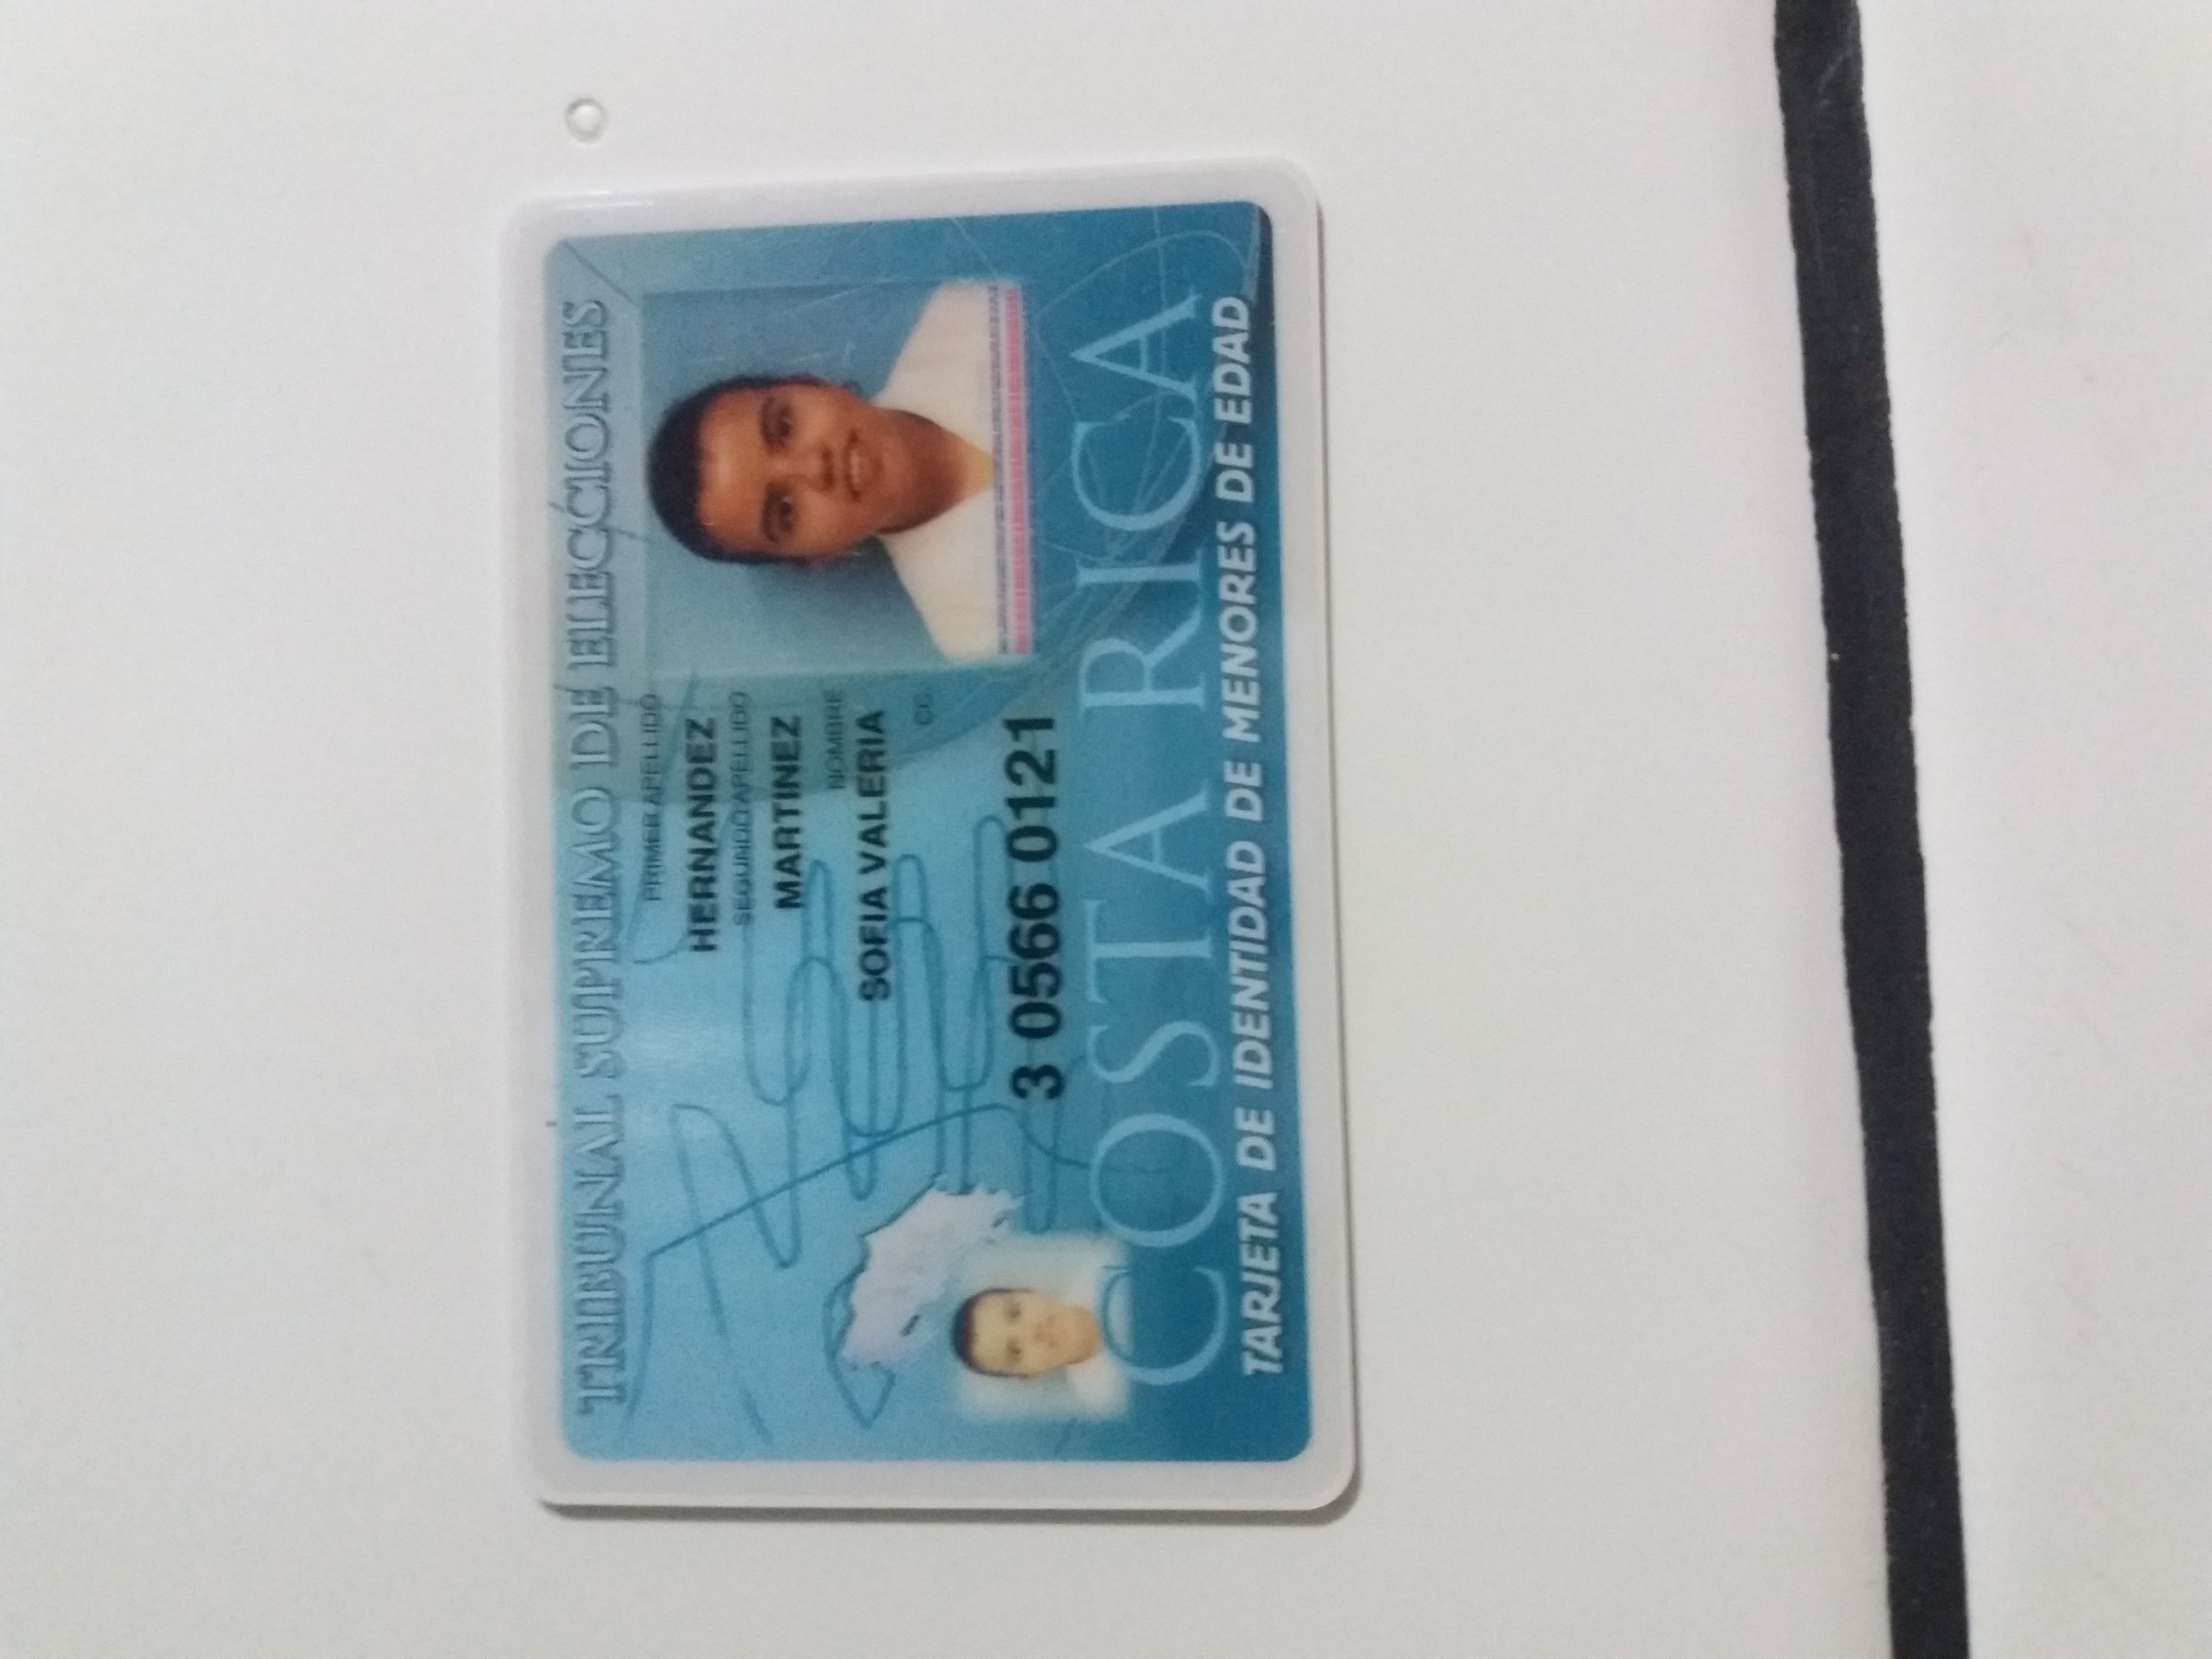 TRIBUNAL SUPREMO DE ELECCIONES
PRIMER APELLIDO
HERNANDEZ
SEGUNDO APELLIDO
MARTINEZ
NOMBRE
SOFIA VALERIA
CC.
3 0566 0121
COSTA RICA
TARJETA DE IDENTIDAD DE MENORES DE EDAD